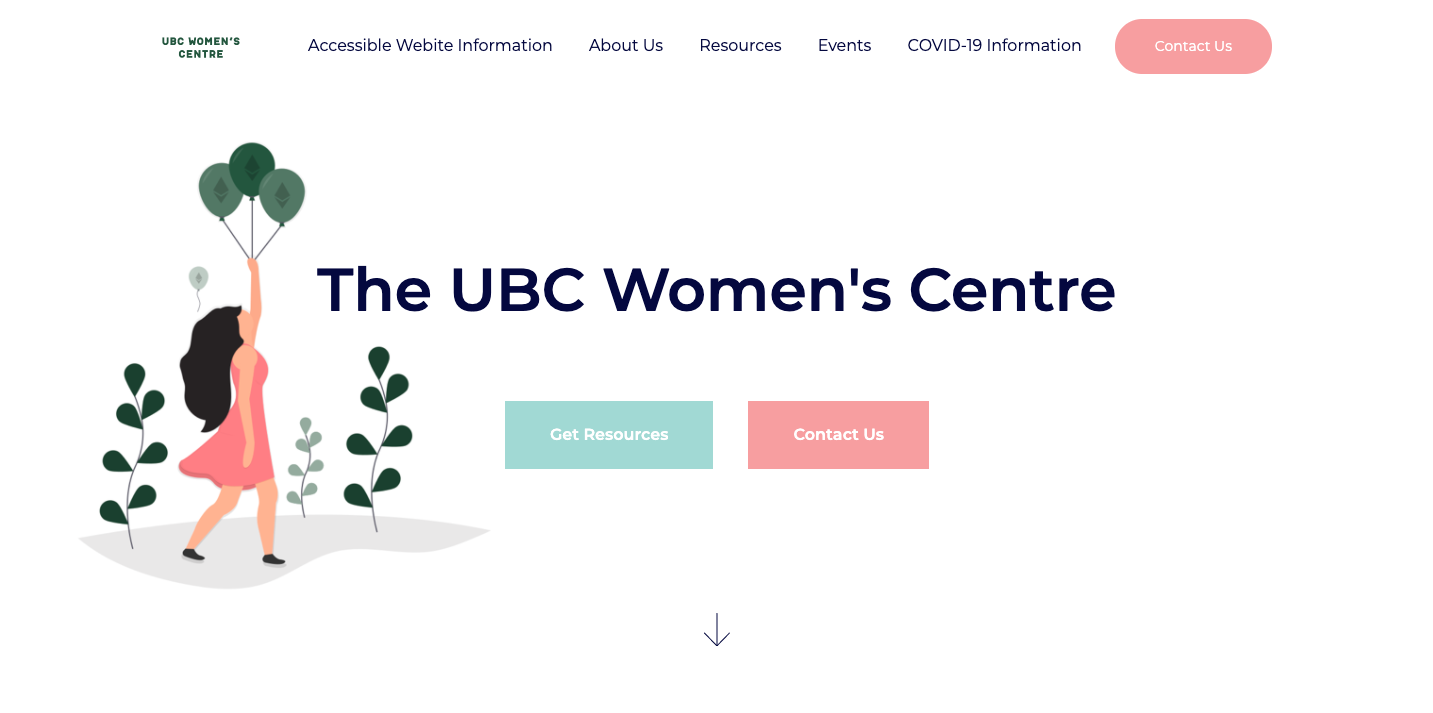 UBC WOMEN'S
CENTRE
Accessible Webite Information
About Us
Resources
Events
COVID-19 Information
Contact Us
The UBC Women's Centre
Get Resources
Contact Us